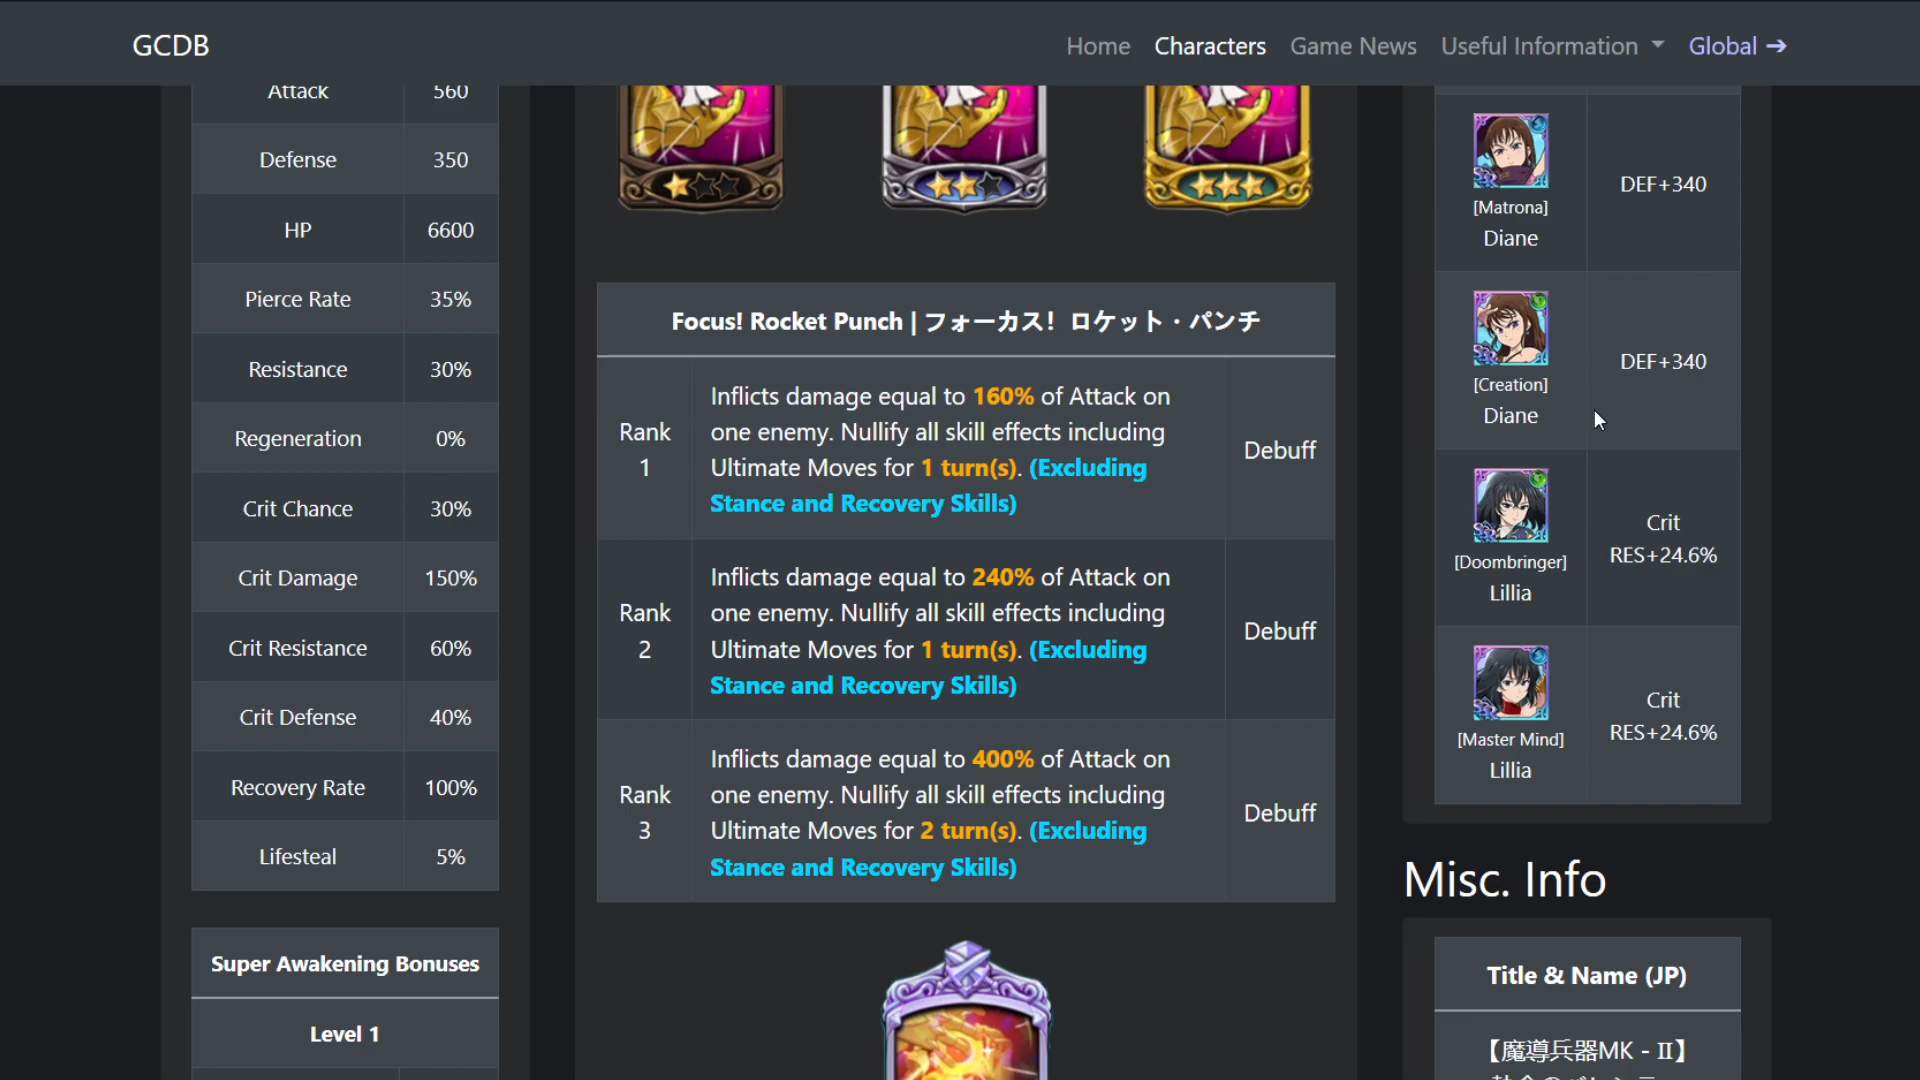 GCDB
Home Characters Game News Useful Information Global →
Attack 560
Defense 350
HP 6600
Pierce Rate 35%
Resistance 30%
Regeneration 0%
Crit Chance 30%
Crit Damage 150%
Crit Resistance 60%
Crit Defense 40%
Recovery Rate 100%
Lifesteal 5%
Super Awakening Bonuses
Level 1
Focus! Rocket Punch | フォーカス！ロケット・パンチ
Rank 1
Inflicts damage equal to 160% of Attack on
one enemy. Nullify all skill effects including
Ultimate Moves for 1 turn(s). (Excluding
Stance and Recovery Skills)
Debuff
Rank 2
Inflicts damage equal to 240% of Attack on
one enemy. Nullify all skill effects including
Ultimate Moves for 1 turn(s). (Excluding
Stance and Recovery Skills)
Debuff
Rank 3
Inflicts damage equal to 400% of Attack on
one enemy. Nullify all skill effects including
Ultimate Moves for 2 turn(s). (Excluding
Stance and Recovery Skills)
Debuff
[Matrona]
Diane
DEF+340
[Creation]
Diane
DEF+340
[Doombringer]
Lillia
Crit
RES+24.6%
[Master Mind]
Lillia
Crit
RES+24.6%
Misc. Info
Title & Name (JP)
【魔導兵器MK - Ⅱ】